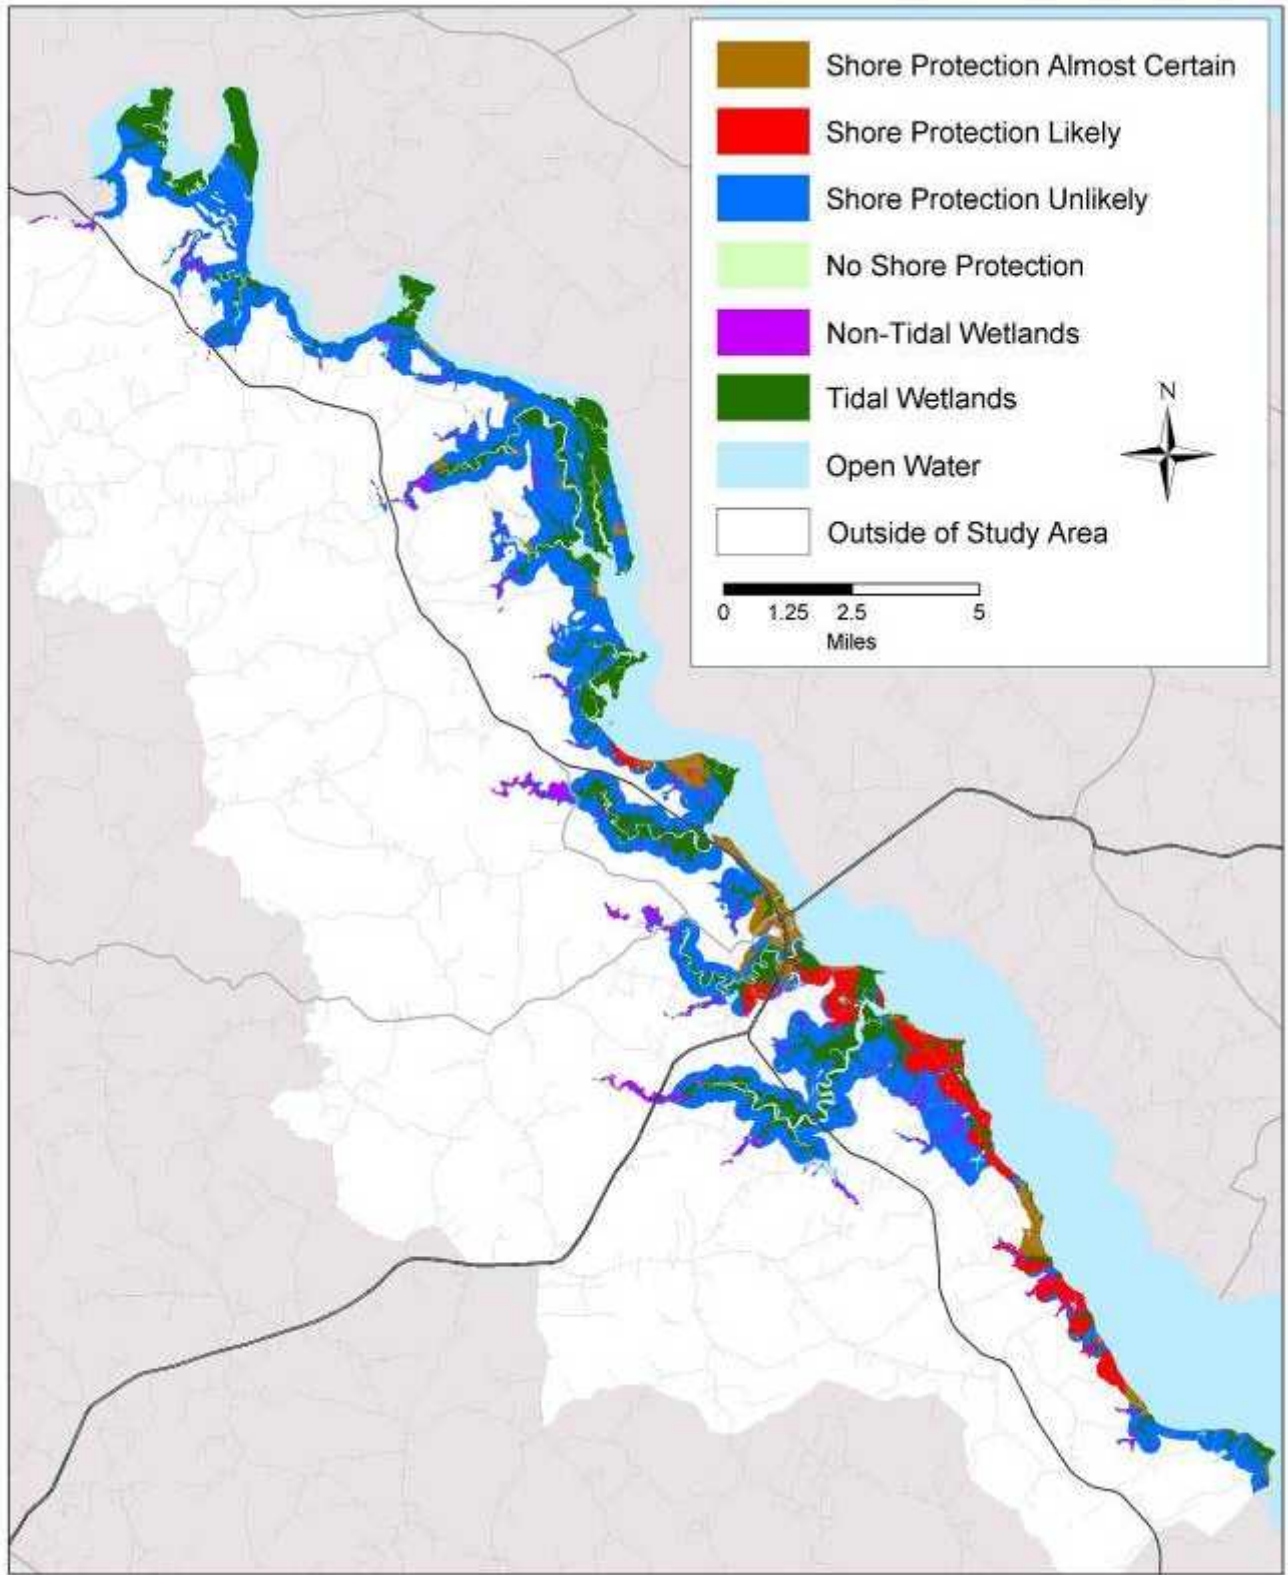 Shore Protection Almost Certain
Shore Protection Likely
Shore Protection Unlikely
No Shore Protection
Non-Tidal Wetlands
Tidal Wetlands
Open Water
Outside of Study Area
N
0 1.25 2.5 5
Miles